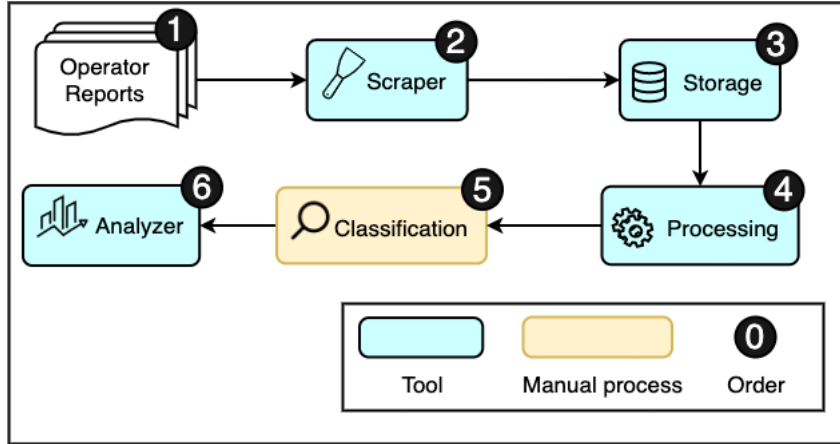 1
Operator
Reports
2
Scraper
3
Storage
4
Processing
5
Classification
6
Analyzer
0
Tool
Manual process
Order